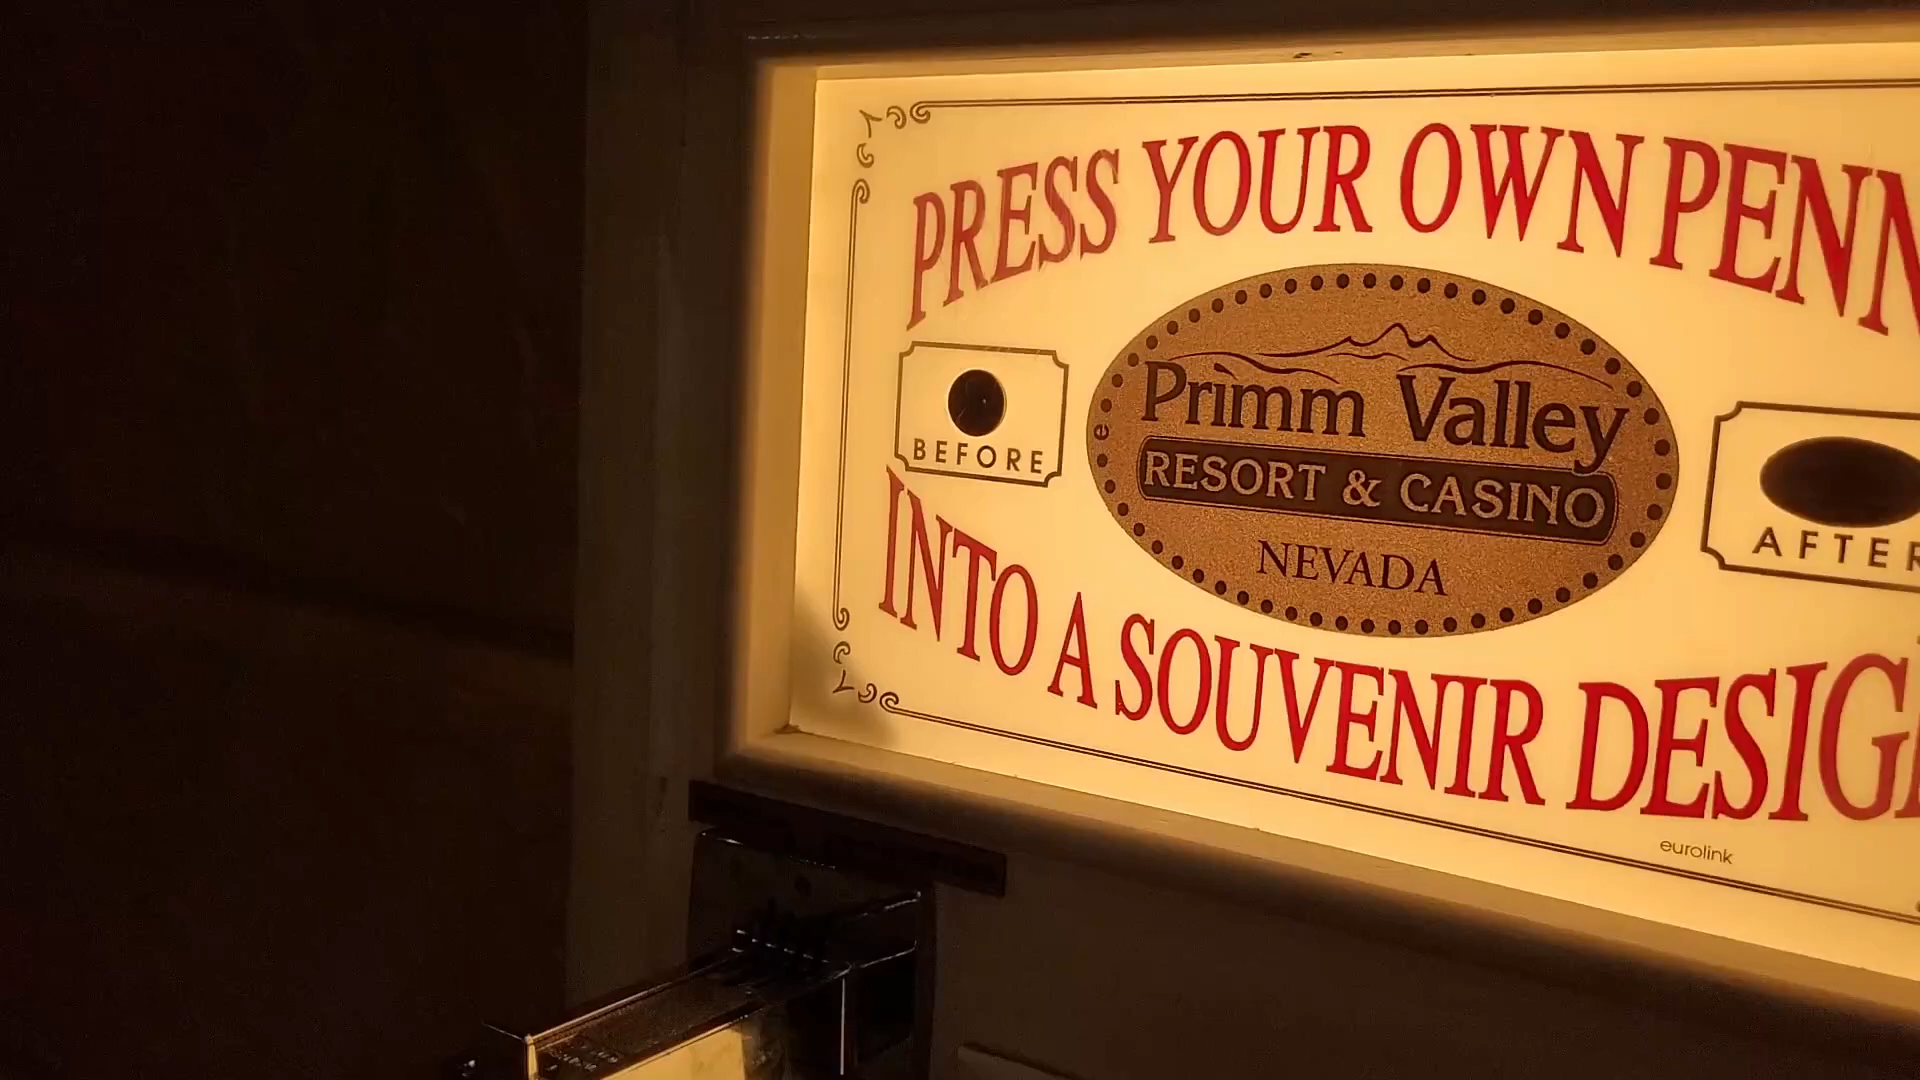 PRESS YOUR OWN PENN
Primm Valley
RESORT & CASINO
NEVADA
BEFORE
AFTER
INTO A SOUVENIR DESIG
eurolink